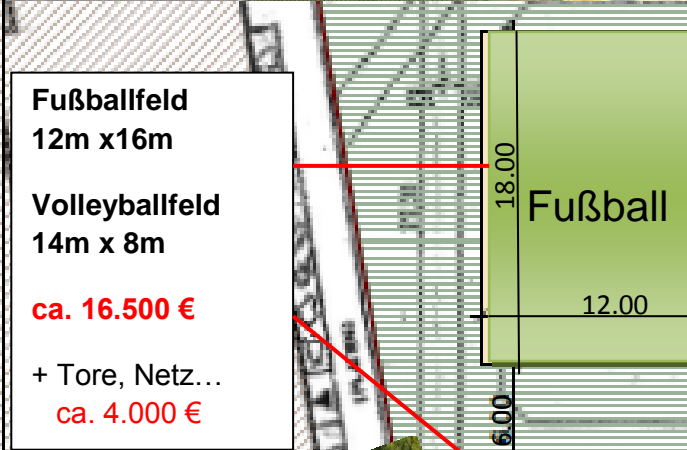 Fußballfeld
12m x16m
Volleyballfeld
14m x 8m
ca. 16.500 €
+ Tore, Netz…
ca. 4.000 €
18.00
Fußball
12.00
6.00